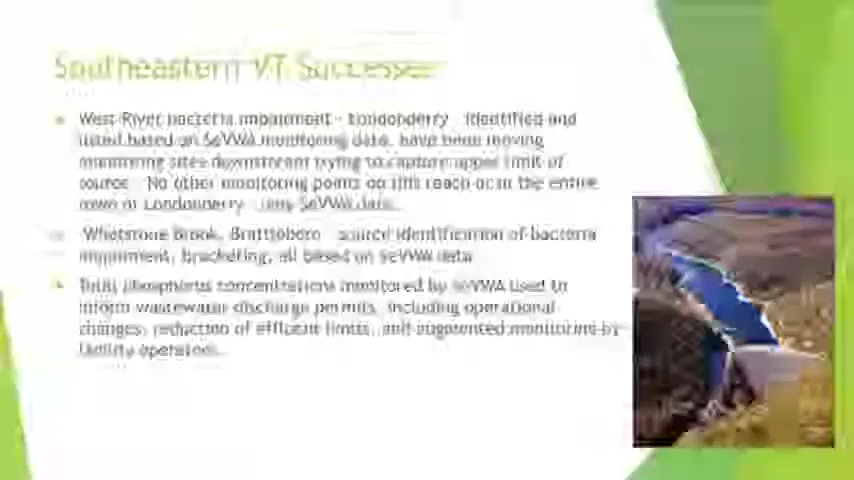 Southeastern VT Successes
West River bacteria impairment - Londonderry - identified and
listed based on SeVWA monitoring data, have been moving
monitoring sites downstream trying to capture upper limit of
source. No other monitoring points on this reach or in the entire
town of Londonderry - only SeVWA data.
Whetstone Brook, Brattleboro - source identification of bacteria
impairment, bracketing, all based on SeVWA data
Total phosphorus concentrations monitored by SeVWA used to
inform wastewater discharge permits, including operational
changes, reduction of effluent limits, and augmented monitoring by
facility operators.